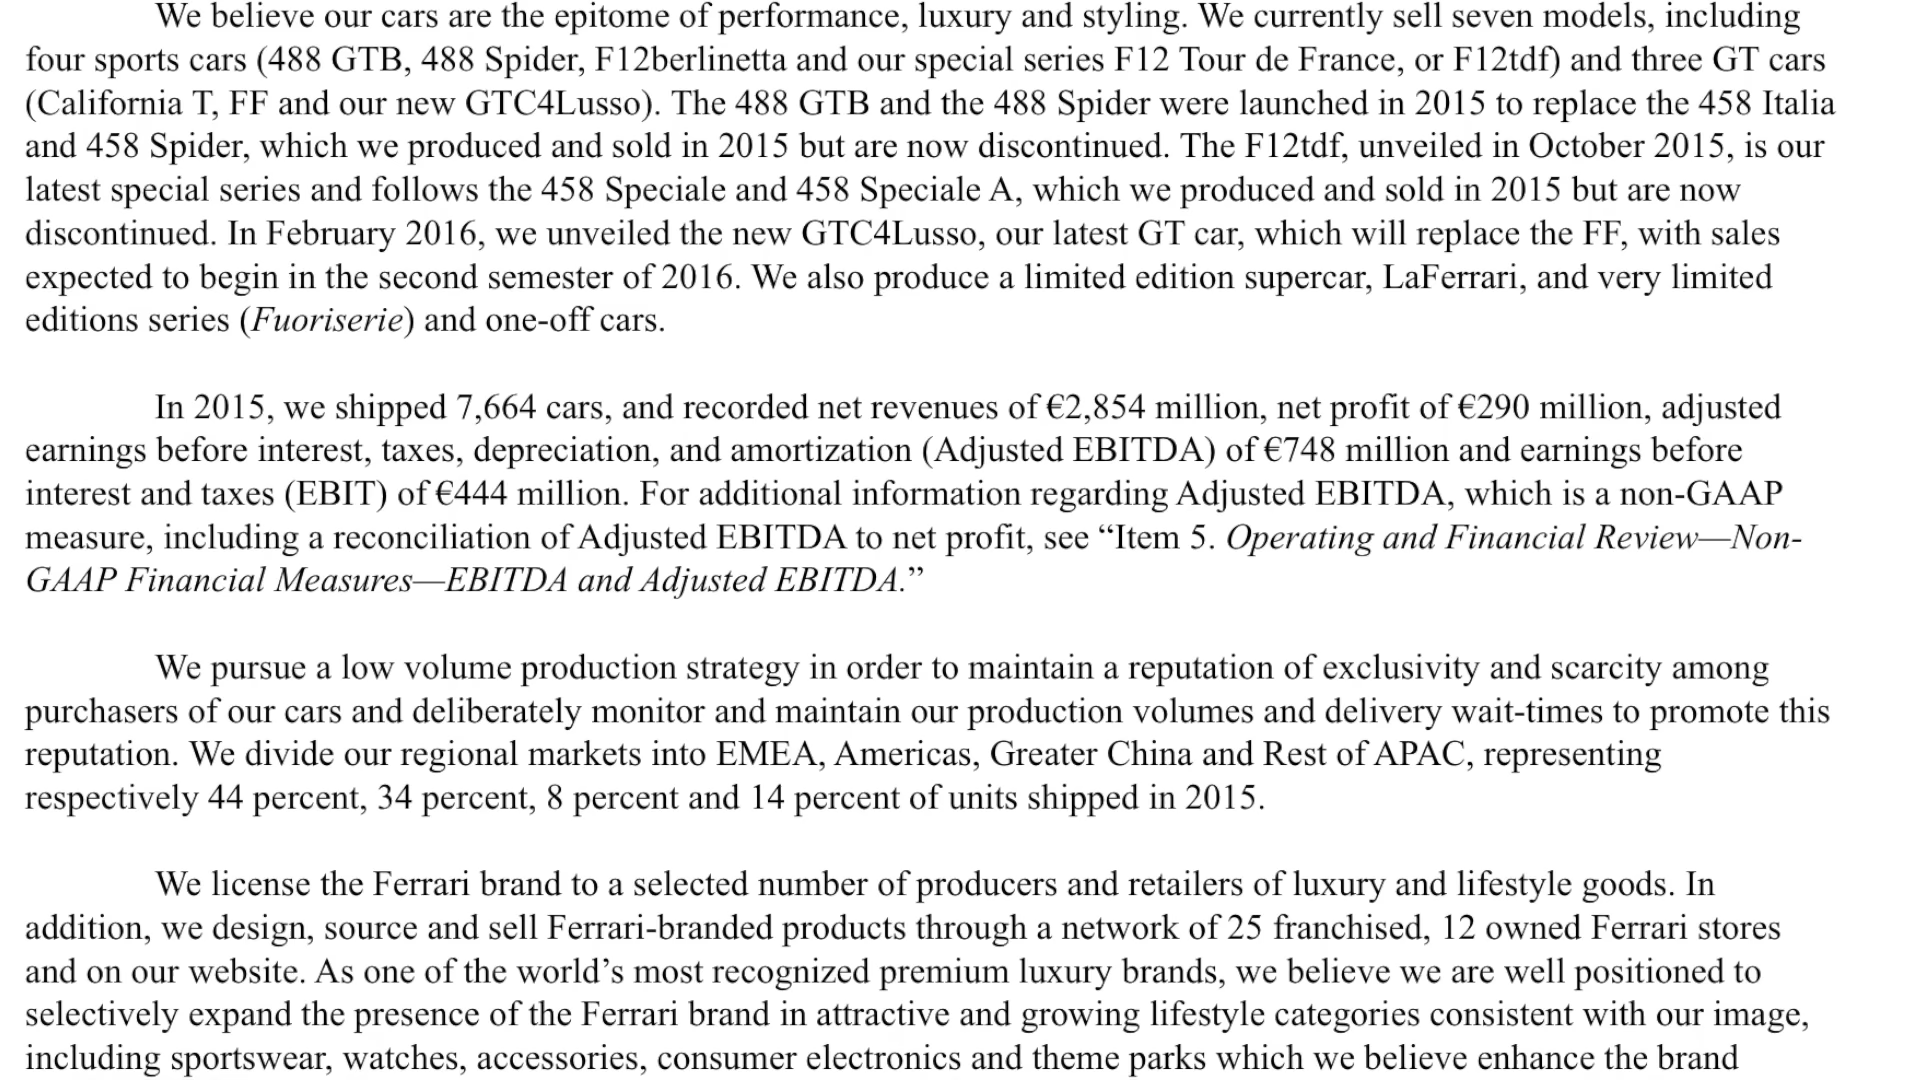 We believe our cars are the epitome of performance, luxury and styling. We currently sell seven models, including
four sports cars (488 GTB, 488 Spider, F12berlinetta and our special series F12 Tour de France, or F12tdf) and three GT cars
(California T, FF and our new GTC4Lusso). The 488 GTB and the 488 Spider were launched in 2015 to replace the 458 Italia
and 458 Spider, which we produced and sold in 2015 but are now discontinued. The F12tdf, unveiled in October 2015, is our
latest special series and follows the 458 Speciale and 458 Speciale A, which we produced and sold in 2015 but are now
discontinued. In February 2016, we unveiled the new GTC4Lusso, our latest GT car, which will replace the FF, with sales
expected to begin in the second semester of 2016. We also produce a limited edition supercar, LaFerrari, and very limited
editions series (Fuoriserie) and one-off cars.
In 2015, we shipped 7,664 cars, and recorded net revenues of €2,854 million, net profit of €290 million, adjusted
earnings before interest, taxes, depreciation, and amortization (Adjusted EBITDA) of €748 million and earnings before
interest and taxes (EBIT) of €444 million. For additional information regarding Adjusted EBITDA, which is a non-GAAP
measure, including a reconciliation of Adjusted EBITDA to net profit, see “Item 5. Operating and Financial Review—Non-
GAAP Financial Measures—EBITDA and Adjusted EBITDA.”
We pursue a low volume production strategy in order to maintain a reputation of exclusivity and scarcity among
purchasers of our cars and deliberately monitor and maintain our production volumes and delivery wait-times to promote this
reputation. We divide our regional markets into EMEA, Americas, Greater China and Rest of APAC, representing
respectively 44 percent, 34 percent, 8 percent and 14 percent of units shipped in 2015.
We license the Ferrari brand to a selected number of producers and retailers of luxury and lifestyle goods. In
addition, we design, source and sell Ferrari-branded products through a network of 25 franchised, 12 owned Ferrari stores
and on our website. As one of the world’s most recognized premium luxury brands, we believe we are well positioned to
selectively expand the presence of the Ferrari brand in attractive and growing lifestyle categories consistent with our image,
including sportswear, watches, accessories, consumer electronics and theme parks which we believe enhance the brand